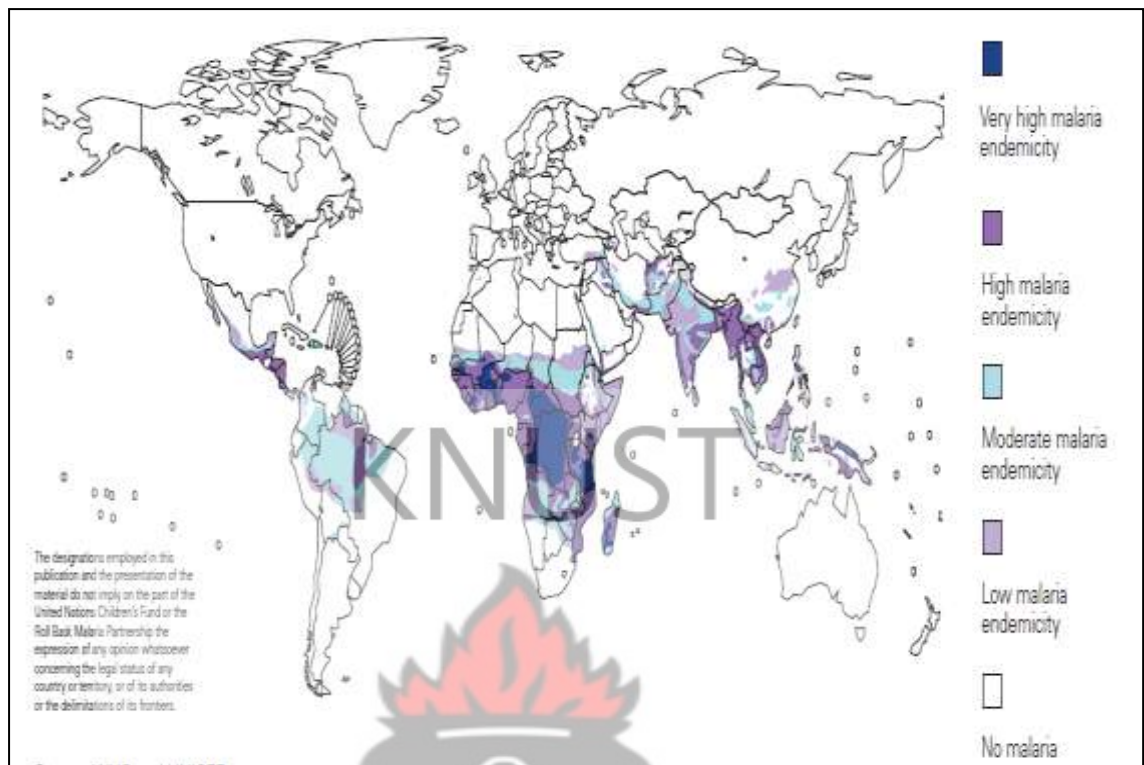 Very high malaria
endemicity
High malaria
endemicity
Moderate malaria
endemicity
Low malaria
endemicity
No malaria
KNUST
The designations employed in this
publication and the presentation of the
material do not imply on the part of the
United Nations Children's Fund or the
Roll Back Malaria Partnership the
expression of any opinion whatsoever
concerning the legal status of any
country or territory, or of its authorities
or the delimitations of its frontiers.